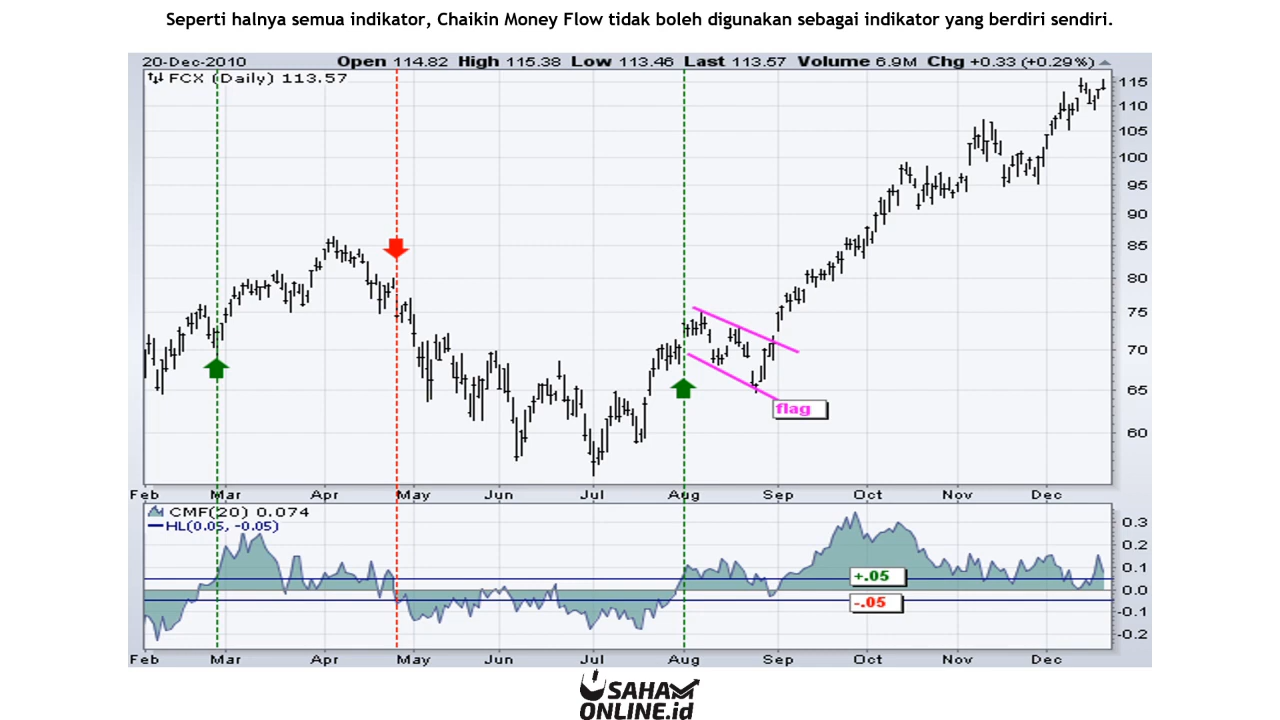 Seperti halnya semua indikator, Chaikin Money Flow tidak boleh digunakan sebagai indikator yang berdiri sendiri.
20-Dec-2010 Open 114.82 High 115.38 Low 113.46 Last 113.57 Volume 6.9M Chg +0.33 (+0.29%)
FCX (Daily) 113.57
115
110
105
100
95
90
85
80
75
70
65
60
flag
Feb Mar Apr May Jun Jul Aug Sep Oct Nov Dec
CMF(20) 0.074
HL(0.05, -0.05)
0.3
0.2
0.1
0.0
-0.1
-0.2
+.05
-.05
Feb Mar Apr May Jun Jul Aug Sep Oct Nov Dec
SAHAM
ONLINE.id